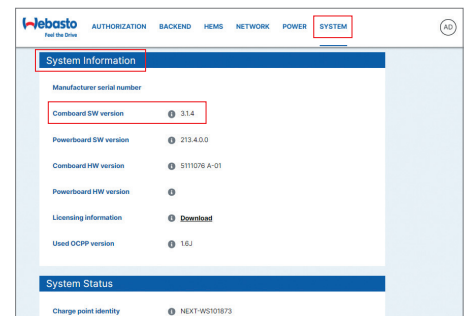 webasto
Feel the Drive
AUTHORIZATION BACKEND HEMS NETWORK POWER SYSTEM
AD
System Information
Manufacturer serial number
Comboard SW version 3.1.4
Powerboard SW version 213.4.0.0
Comboard HW version 5111076 A-01
Powerboard HW version
Licensing information Download
Used OCPP version 1.6J
System Status
Charge point identity NEXT-WS101873